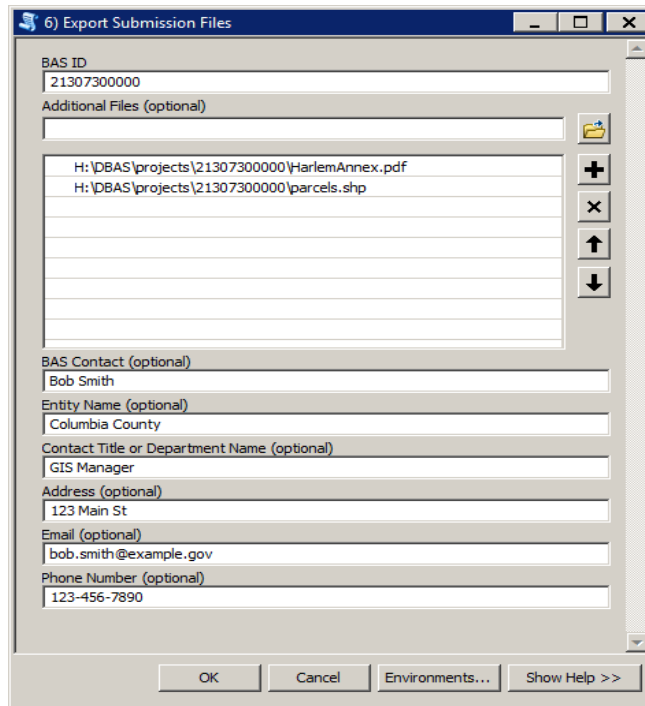 6) Export Submission Files
BAS ID
21307300000
Additional Files (optional)
H:\DBAS\projects\21307300000\HarlemAnnex.pdf
H:\DBAS\projects\21307300000\parcels.shp
BAS Contact (optional)
Bob Smith
Entity Name (optional)
Columbia County
Contact Title or Department Name (optional)
GIS Manager
Address (optional)
123 Main St
Email (optional)
bob.smith@example.gov
Phone Number (optional)
123-456-7890
OK Cancel Environments... Show Help >>